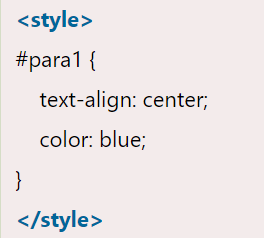 <style>
#para1 {
text-align: center;
color: blue;
}
</style>